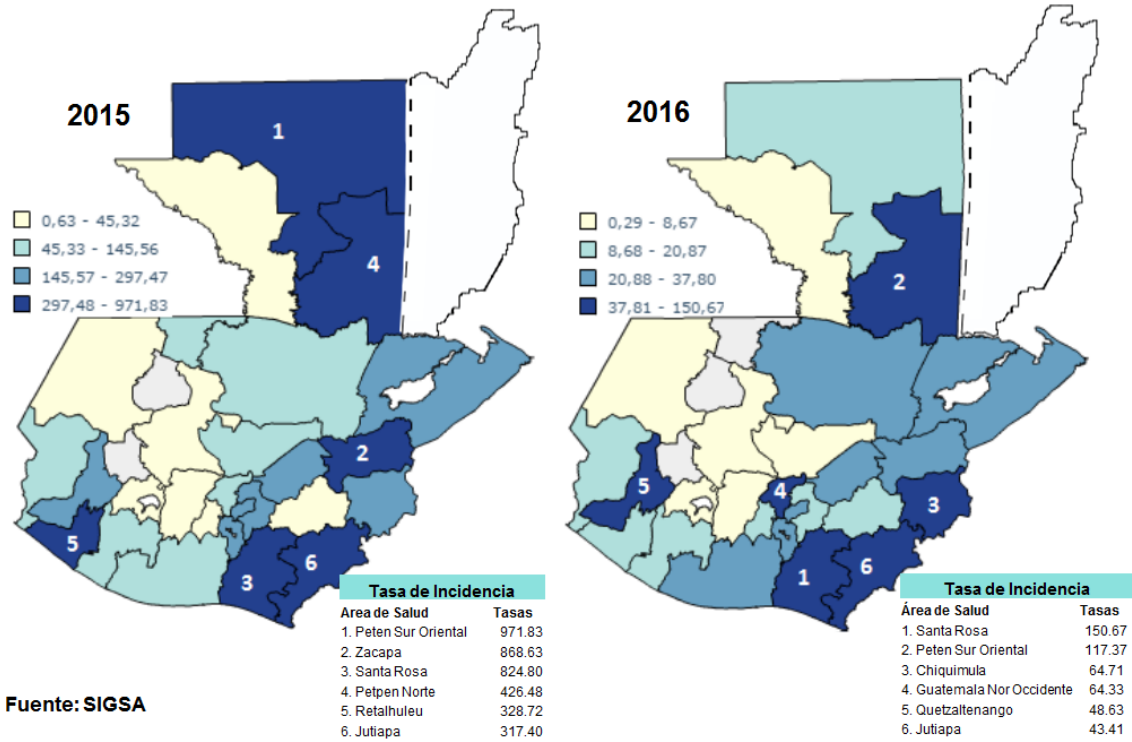 2015
1
4
0,63 - 45,32
45,33 - 145,56
145,57 - 297,47
297,48 - 971,83
2
5
3
6
Tasa de Incidencia
Area de Salud Tasas
1. Peten Sur Oriental 971.83
2. Zacapa 868.63
3. Santa Rosa 824.80
4. Petpen Norte 426.48
5. Retalhuleu 328.72
6. Jutiapa 317.40
Fuente: SIGSA
2016
2
0,29 - 8,67
8,68 - 20,87
20,88 - 37,80
37,81 - 150,67
5
4
3
1
6
Tasa de Incidencia
Área de Salud Tasas
1. Santa Rosa 150.67
2. Peten Sur Oriental 117.37
3. Chiquimula 64.71
4. Guatemala Nor Occidente 64.33
5. Quetzaltenango 48.63
6. Jutiapa 43.41